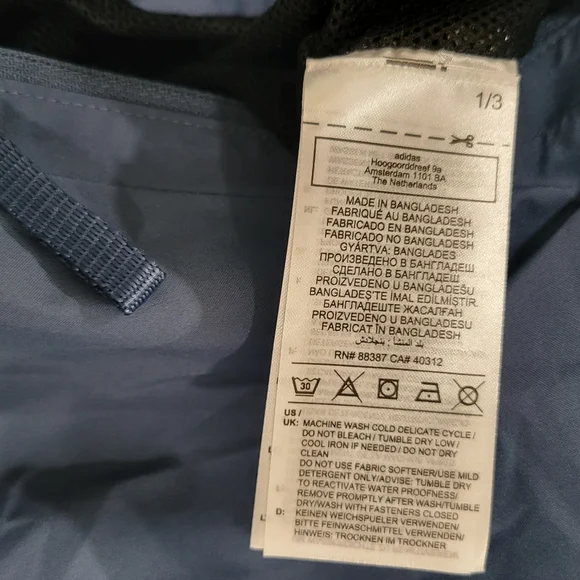 1/3
adidas
Hoogoorddreef 9a
Amsterdam 1101 BA
The Netherlands
MADE IN BANGLADESH
FABRIQUÉ AU BANGLADESH
FABRICADO EN BANGLADESH
FABRICADO NO BANGLADESH
GYÁRTVA: BANGLADES
ПРОИЗВЕДЕНО В БАНГЛАДЕШ
СДЕЛАНО В БАНГЛАДЕШ
PROIZVEDENO U BANGLADEŠU
BANGLADEŞ'TE IMAL EDILMIŞTIR.
БАНГЛАДЕШТЕ ЖАСАЛҒАН
PROIZVEDENO U BANGLADESU
FABRICAT ÎN BANGLADESH
بلد المنشأ : بنجلادش
RN# 88387 CA# 40312
30
US /
UK: MACHINE WASH COLD DELICATE CYCLE /
DO NOT BLEACH / TUMBLE DRY LOW /
COOL IRON IF NEEDED / DO NOT DRY
CLEAN
DO NOT USE FABRIC SOFTENER/USE MILD
DETERGENT ONLY/ADVISE: TUMBLE DRY
TO REACTIVATE WATER PROOFNESS/
REMOVE PROMPTLY AFTER WASH/TUMBLE
DRY/WASH WITH FASTENERS CLOSED
D: KEINEN WEICHSPUELER VERWENDEN/
BITTE FEINWASCHMITTEL VERWENDEN/
HINWEIS: TROCKNEN IM TROCKNER